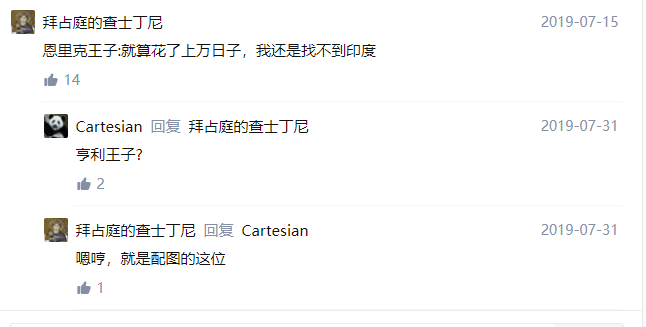 拜占庭的查士丁尼 2019-07-15
恩里克王子:就算花了上万日子，我还是找不到印度
14
Cartesian 回复 拜占庭的查士丁尼 2019-07-31
亨利王子?
2
拜占庭的查士丁尼 回复 Cartesian 2019-07-31
嗯哼，就是配图的这位
1